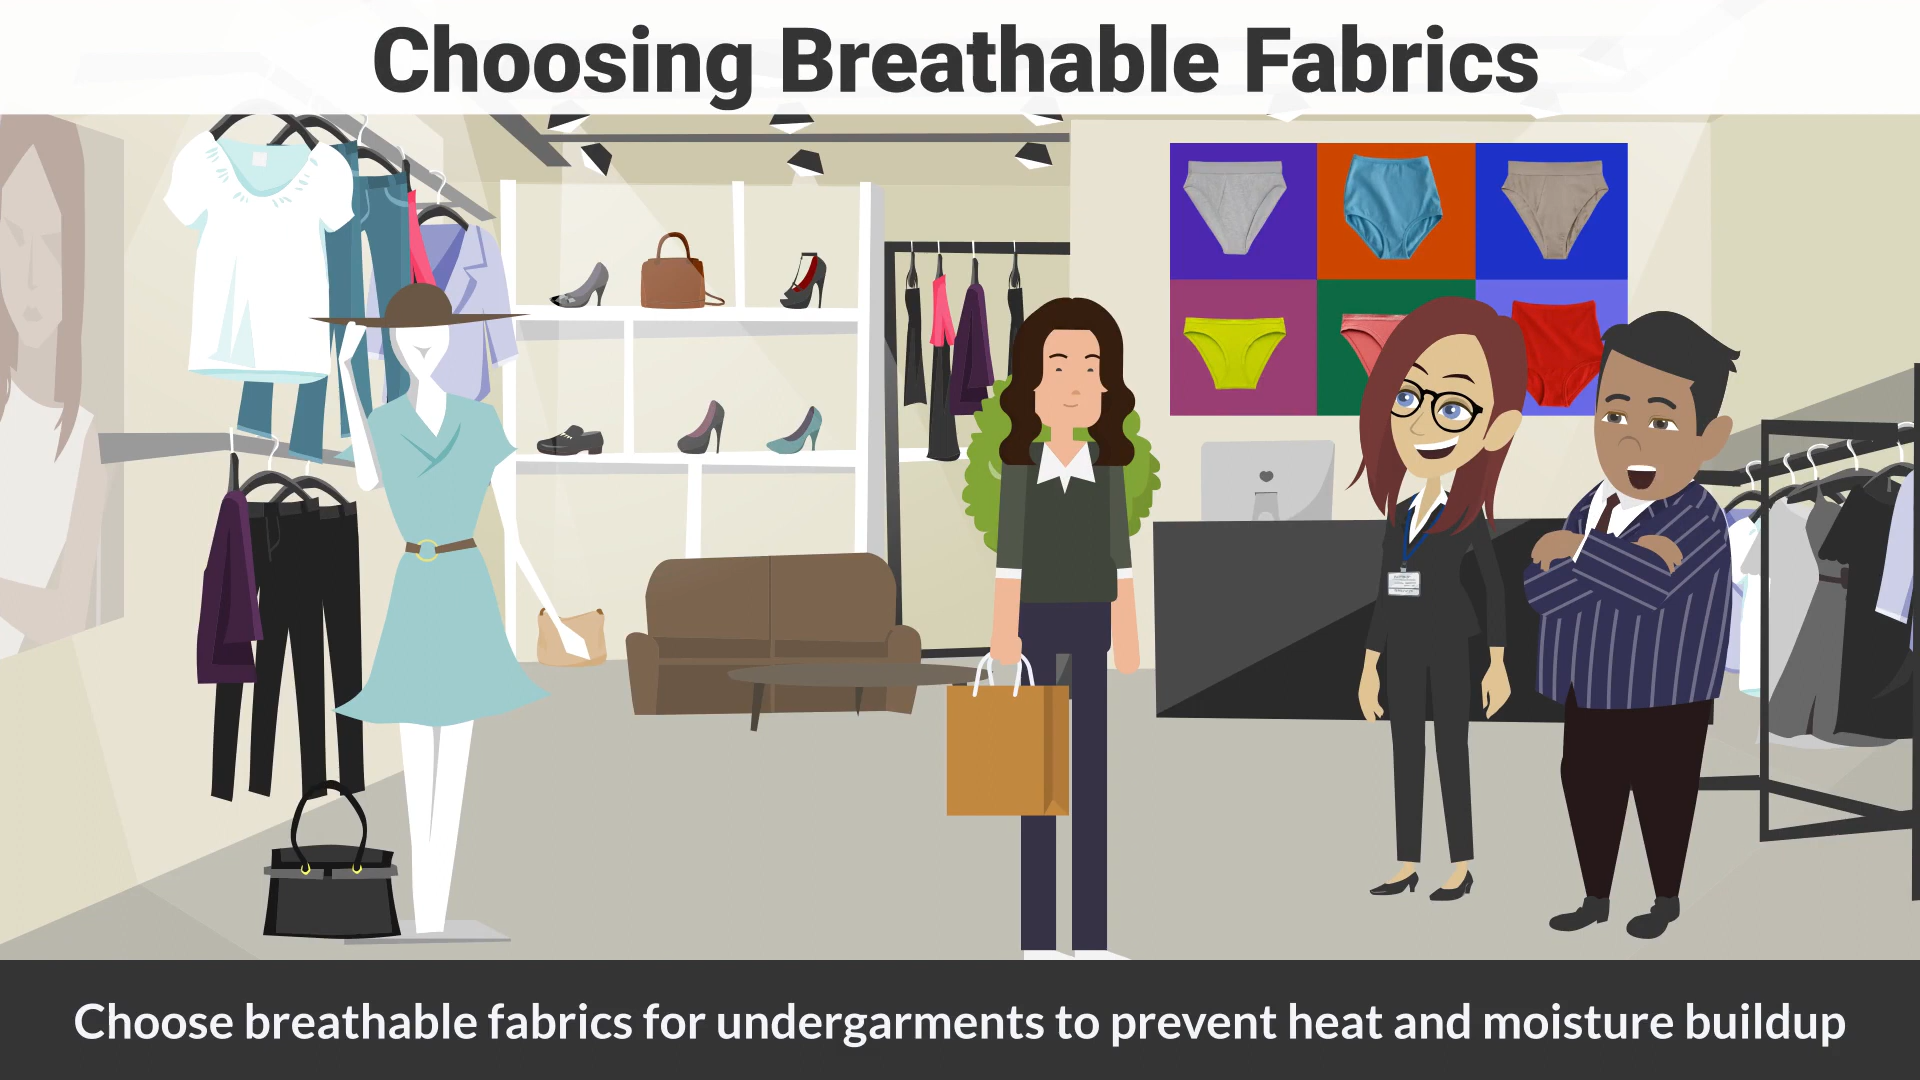 Choosing Breathable Fabrics
Choose breathable fabrics for undergarments to prevent heat and moisture buildup